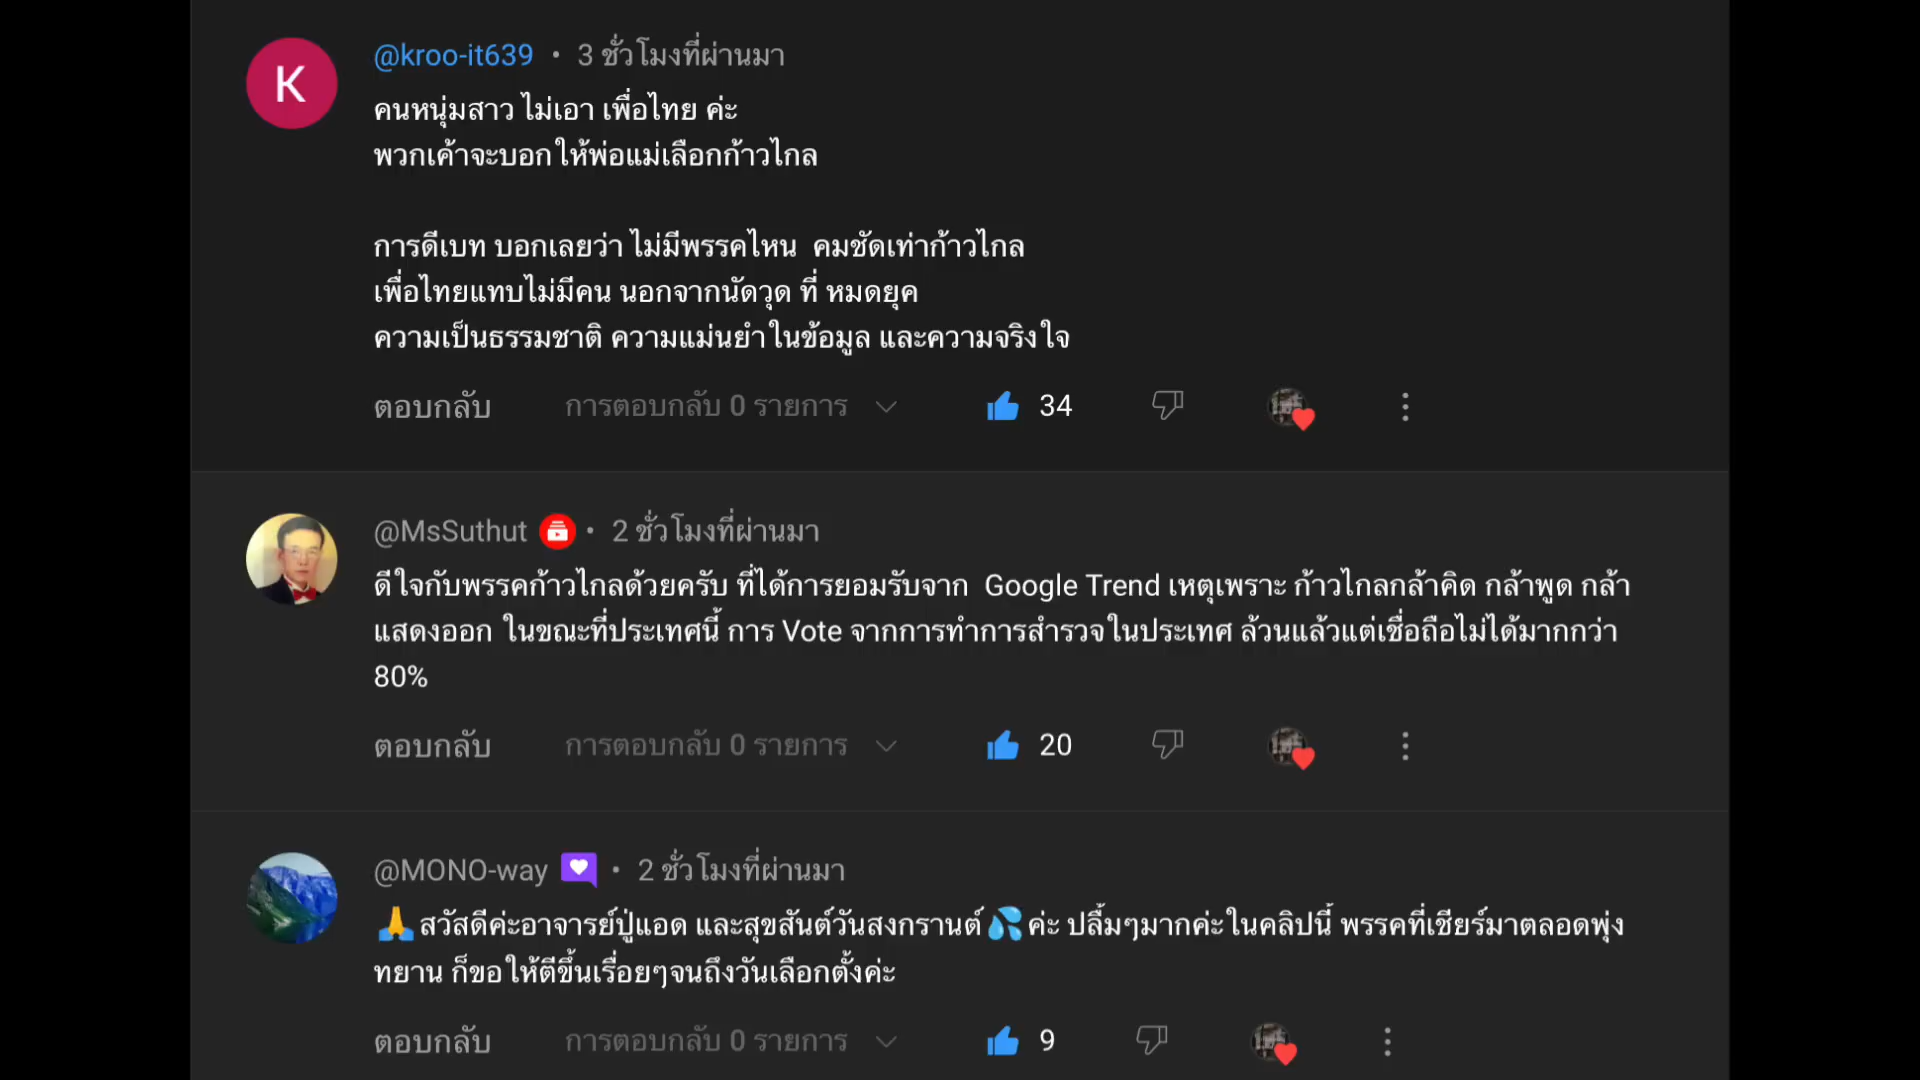 K
@kroo-it639 • 3 ชั่วโมงที่ผ่านมา
คนหนุ่มสาว ไม่เอา เพื่อไทย ค่ะ
พวกเค้าจะบอกให้พ่อแม่เลือกก้าวไกล
การดีเบท บอกเลยว่า ไม่มีพรรคไหน คมชัดเท่าก้าวไกล
เพื่อไทยแทบไม่มีคน นอกจากนัดวุด ที่ หมดยุค
ความเป็นธรรมชาติ ความแม่นยำในข้อมูล และความจริงใจ
ตอบกลับ การตอบกลับ 0 รายการ 34
@MsSuthut • 2 ชั่วโมงที่ผ่านมา
ดีใจกับพรรคก้าวไกลด้วยครับ ที่ได้การยอมรับจาก Google Trend เหตุเพราะ ก้าวไกลกล้าคิด กล้าพูด กล้า
แสดงออก ในขณะที่ประเทศนี้ การ Vote จากการทำการสำรวจในประเทศ ล้วนแล้วแต่เชื่อถือไม่ได้มากกว่า
80%
ตอบกลับ การตอบกลับ 0 รายการ 20
@MONO-way • 2 ชั่วโมงที่ผ่านมา
🙏สวัสดีค่ะอาจารย์ปู่แอด และสุขสันต์วันสงกรานต์💦ค่ะ ปลื้มๆมากค่ะในคลิปนี้ พรรคที่เชียร์มาตลอดพุ่ง
ทยาน ก็ขอให้ตีขึ้นเรื่อยๆจนถึงวันเลือกตั้งค่ะ
ตอบกลับ การตอบกลับ 0 รายการ 9